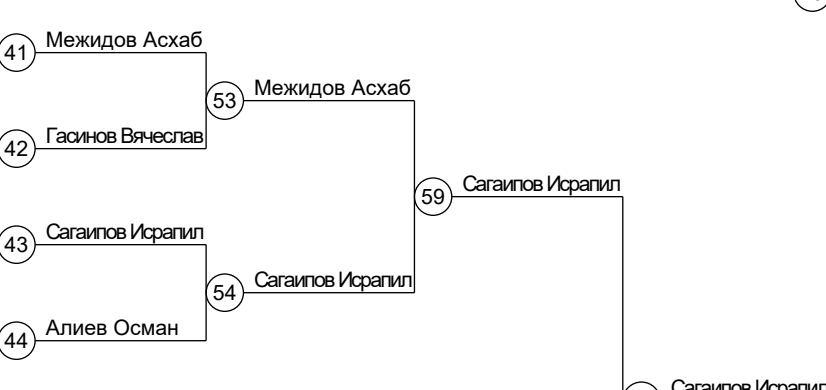 41 Межидов Асхаб
53 Межидов Асхаб
42 Гасинов Вячеслав
59 Сагаипов Исрапил
43 Сагаипов Исрапил
54 Сагаипов Исрапил
44 Алиев Осман
Сагаипов Исрапил